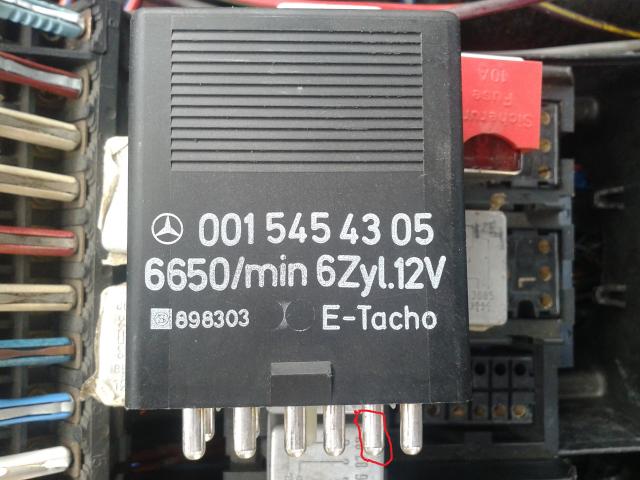 Sicherung
Fuse
10A
001 545 43 05
6650/min 6Zyl.12V
898303 E-Tacho